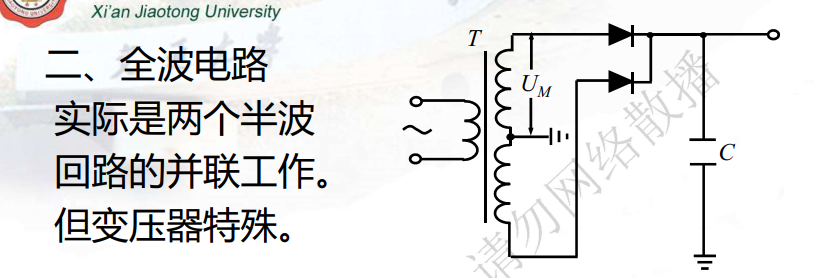 Xi'an Jiaotong University
二、全波电路
实际是两个半波
回路的并联工作。
但变压器特殊。
T
U_M
C
请勿网络散播